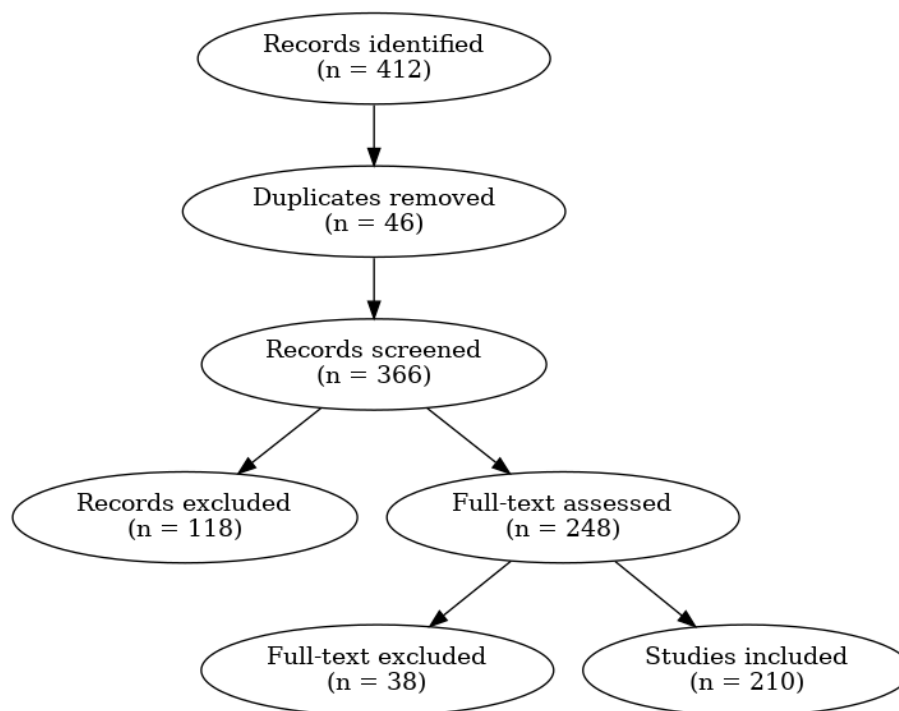 Records identified
(n = 412)
Duplicates removed
(n = 46)
Records screened
(n = 366)
Records excluded
(n = 118)
Full-text assessed
(n = 248)
Full-text excluded
(n = 38)
Studies included
(n = 210)